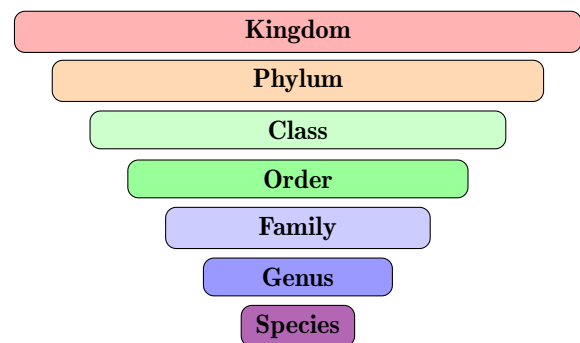 Kingdom
Phylum
Class
Order
Family
Genus
Species